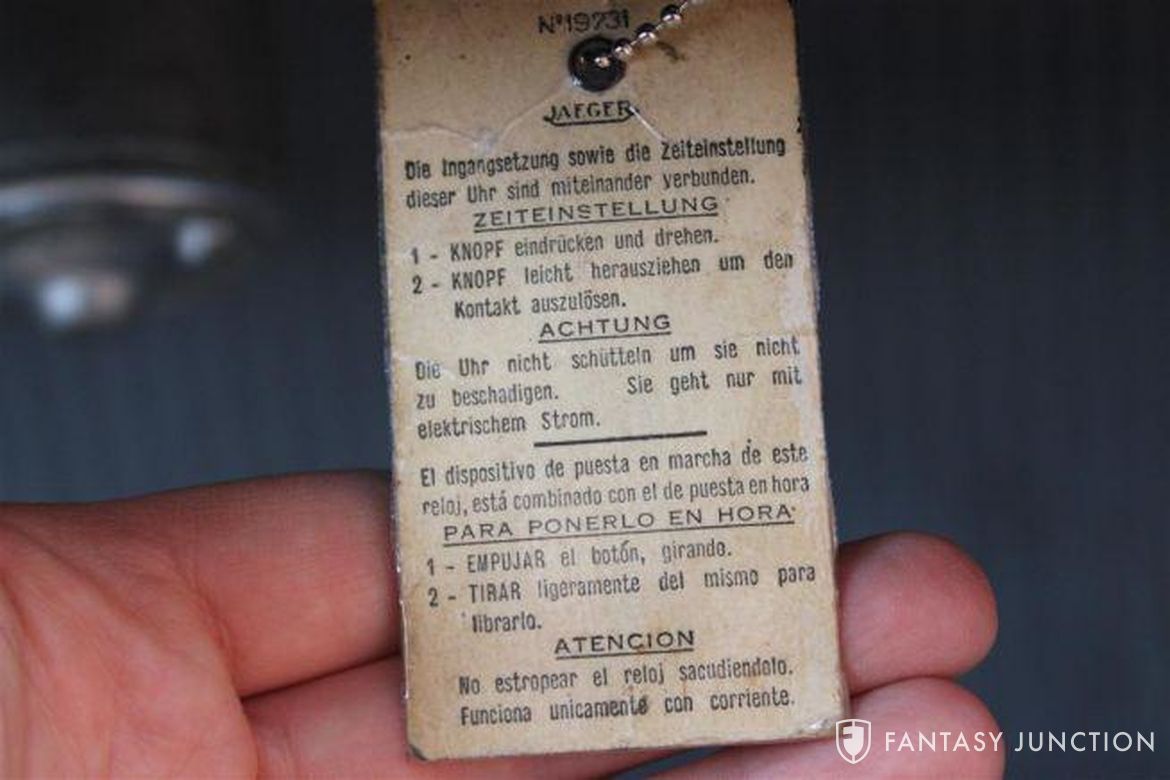 Nº19731
JAEGER
Die Ingangsetzung sowie die Zeiteinstellung
dieser Uhr sind miteinander verbunden.
ZEITEINSTELLUNG
1 - KNOPF eindrücken und drehen.
2 - KNOPF leicht herausziehen um den
Kontakt auszulösen.
ACHTUNG
Die Uhr nicht schütteln um sie nicht
zu beschadigen. Sie geht nur mit
elektrischem Strom.
El dispositivo de puesta en marcha de este
reloj, está combinado con el de puesta en hora
PARA PONERLO EN HORA
1 - EMPUJAR el botón, girando.
2 - TIRAR ligeramente del mismo para
librarlo.
ATENCION
No estropear el reloj sacudiendolo.
Funciona unicamente con corriente.
FANTASY JUNCTION